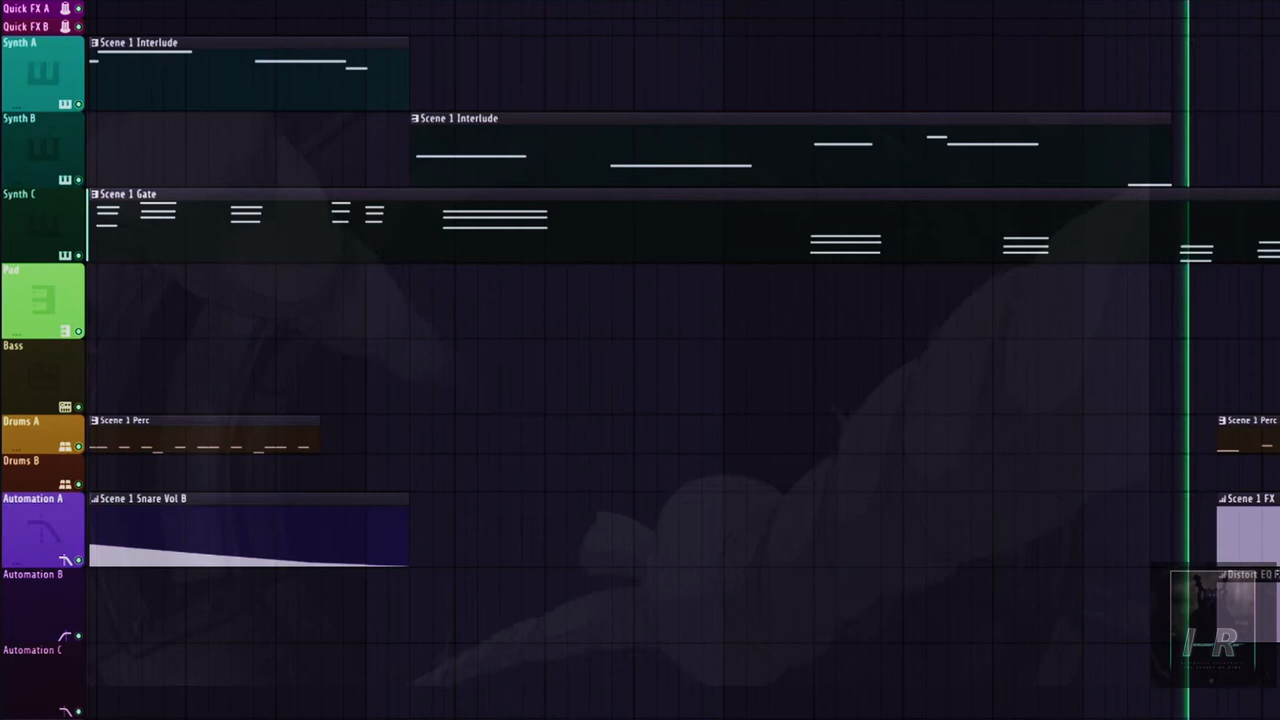 Quick FX A
Quick FX B
Synth A
Scene 1 Interlude
Synth B
Scene 1 Interlude
Synth C
Scene 1 Gate
Pad
Bass
Drums A
Scene 1 Perc
Scene 1 Perc
Drums B
Automation A
Scene 1 Snare Vol B
Scene 1 FX
Automation B
Distort EQ F
Automation C
I-R